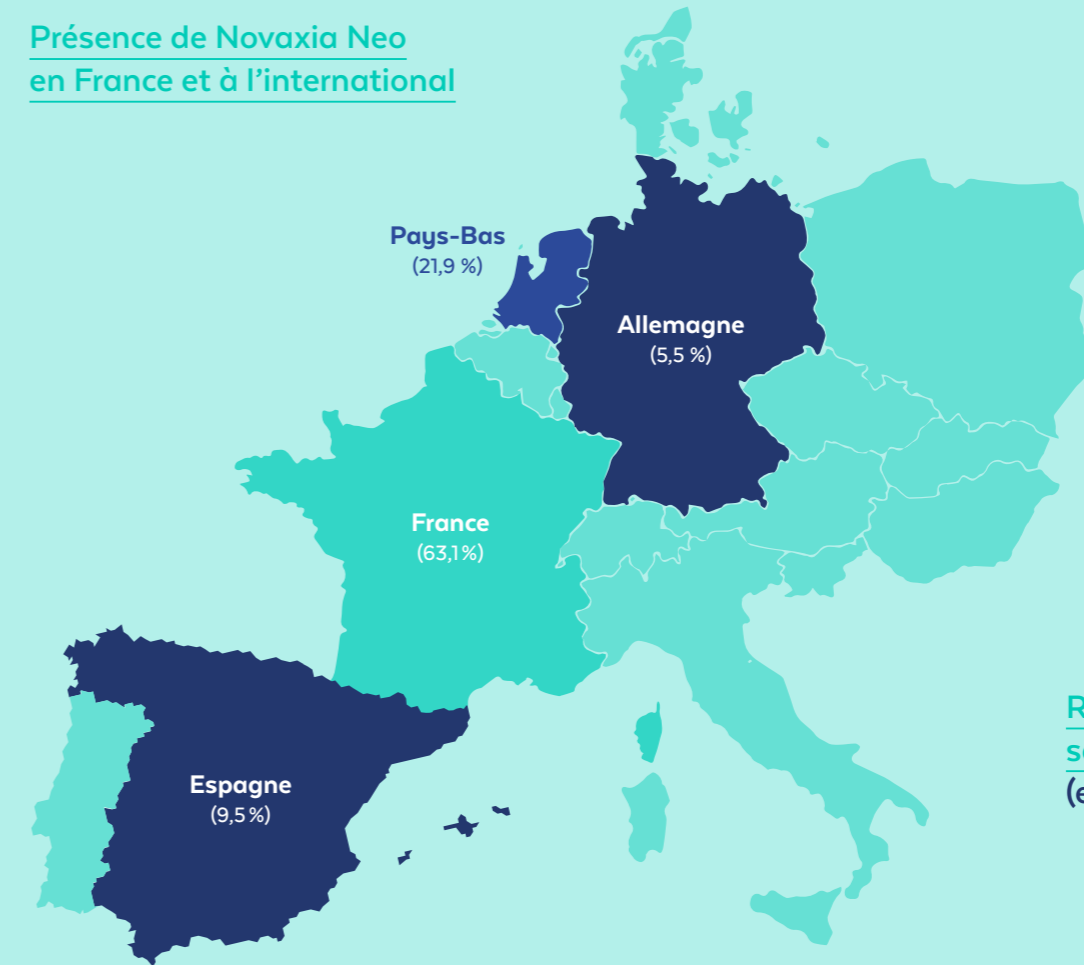 Présence de Novaxia Neo
en France et à l’international
Pays-Bas
(21,9 %)
Allemagne
(5,5 %)
France
(63,1%)
Espagne
(9,5%)